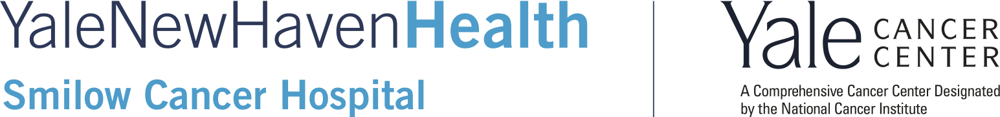 YaleNewHavenHealth
Smilow Cancer Hospital
Yale CANCER
CENTER
A Comprehensive Cancer Center Designated
by the National Cancer Institute